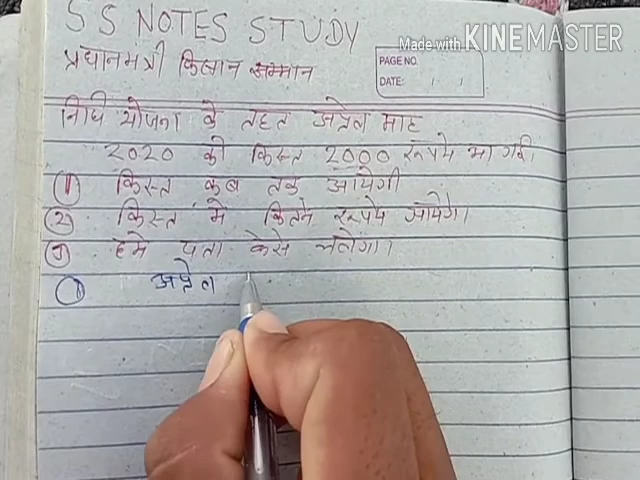 S S NOTES STUDY
Made with KINEMASTER
प्रधानमंत्री किसान सम्मान
PAGE NO.
DATE: / /
निधि योजना के तहत अप्रैल माह
2020 की किस्त 2000 रूपये आ गई।
① किस्त कब तक आयेगी
② किस्त मे कितने रूपये आयेगे।
③ हमे पता कैसे चलेगा।
① अप्रैल